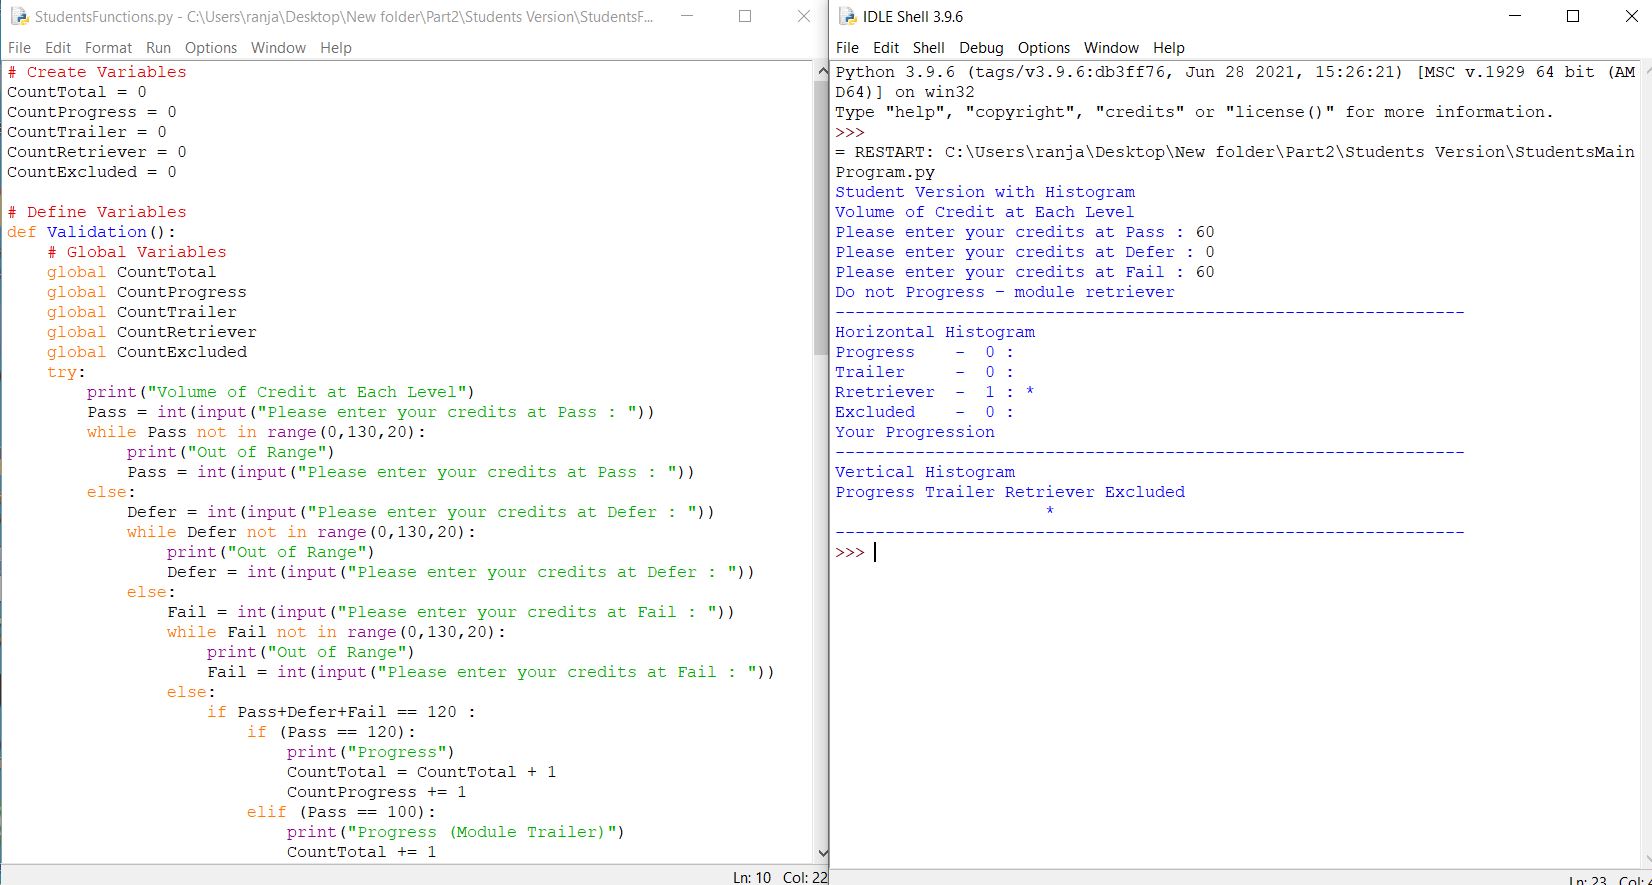 StudentsFunctions.py - C:\Users\ranja\Desktop\New folder\Part2\Students Version\StudentsF...
File Edit Format Run Options Window Help
# Create Variables
CountTotal = 0
CountProgress = 0
CountTrailer = 0
CountRetriever = 0
CountExcluded = 0
# Define Variables
def Validation():
    # Global Variables
    global CountTotal
    global CountProgress
    global CountTrailer
    global CountRetriever
    global CountExcluded
    try:
        print("Volume of Credit at Each Level")
        Pass = int(input("Please enter your credits at Pass : "))
        while Pass not in range(0,130,20):
            print("Out of Range")
            Pass = int(input("Please enter your credits at Pass : "))
        else:
            Defer = int(input("Please enter your credits at Defer : "))
            while Defer not in range(0,130,20):
                print("Out of Range")
                Defer = int(input("Please enter your credits at Defer : "))
            else:
                Fail = int(input("Please enter your credits at Fail : "))
                while Fail not in range(0,130,20):
                    print("Out of Range")
                    Fail = int(input("Please enter your credits at Fail : "))
                else:
                    if Pass+Defer+Fail == 120 :
                        if (Pass == 120):
                            print("Progress")
                            CountTotal = CountTotal + 1
                            CountProgress += 1
                        elif (Pass == 100):
                            print("Progress (Module Trailer)")
                            CountTotal += 1
Ln: 10 Col: 22
IDLE Shell 3.9.6
File Edit Shell Debug Options Window Help
Python 3.9.6 (tags/v3.9.6:db3ff76, Jun 28 2021, 15:26:21) [MSC v.1929 64 bit (AM
D64)] on win32
Type "help", "copyright", "credits" or "license()" for more information.
>>>
= RESTART: C:\Users\ranja\Desktop\New folder\Part2\Students Version\StudentsMain
Program.py
Student Version with Histogram
Volume of Credit at Each Level
Please enter your credits at Pass : 60
Please enter your credits at Defer : 0
Please enter your credits at Fail : 60
Do not Progress - module retriever
---------------------------------------------------------------
Horizontal Histogram
Progress    -  0 :
Trailer     -  0 :
Rretriever  -  1 : *
Excluded    -  0 :
Your Progression
---------------------------------------------------------------
Vertical Histogram
Progress Trailer Retriever Excluded
                     *
---------------------------------------------------------------
>>>
Ln: 23